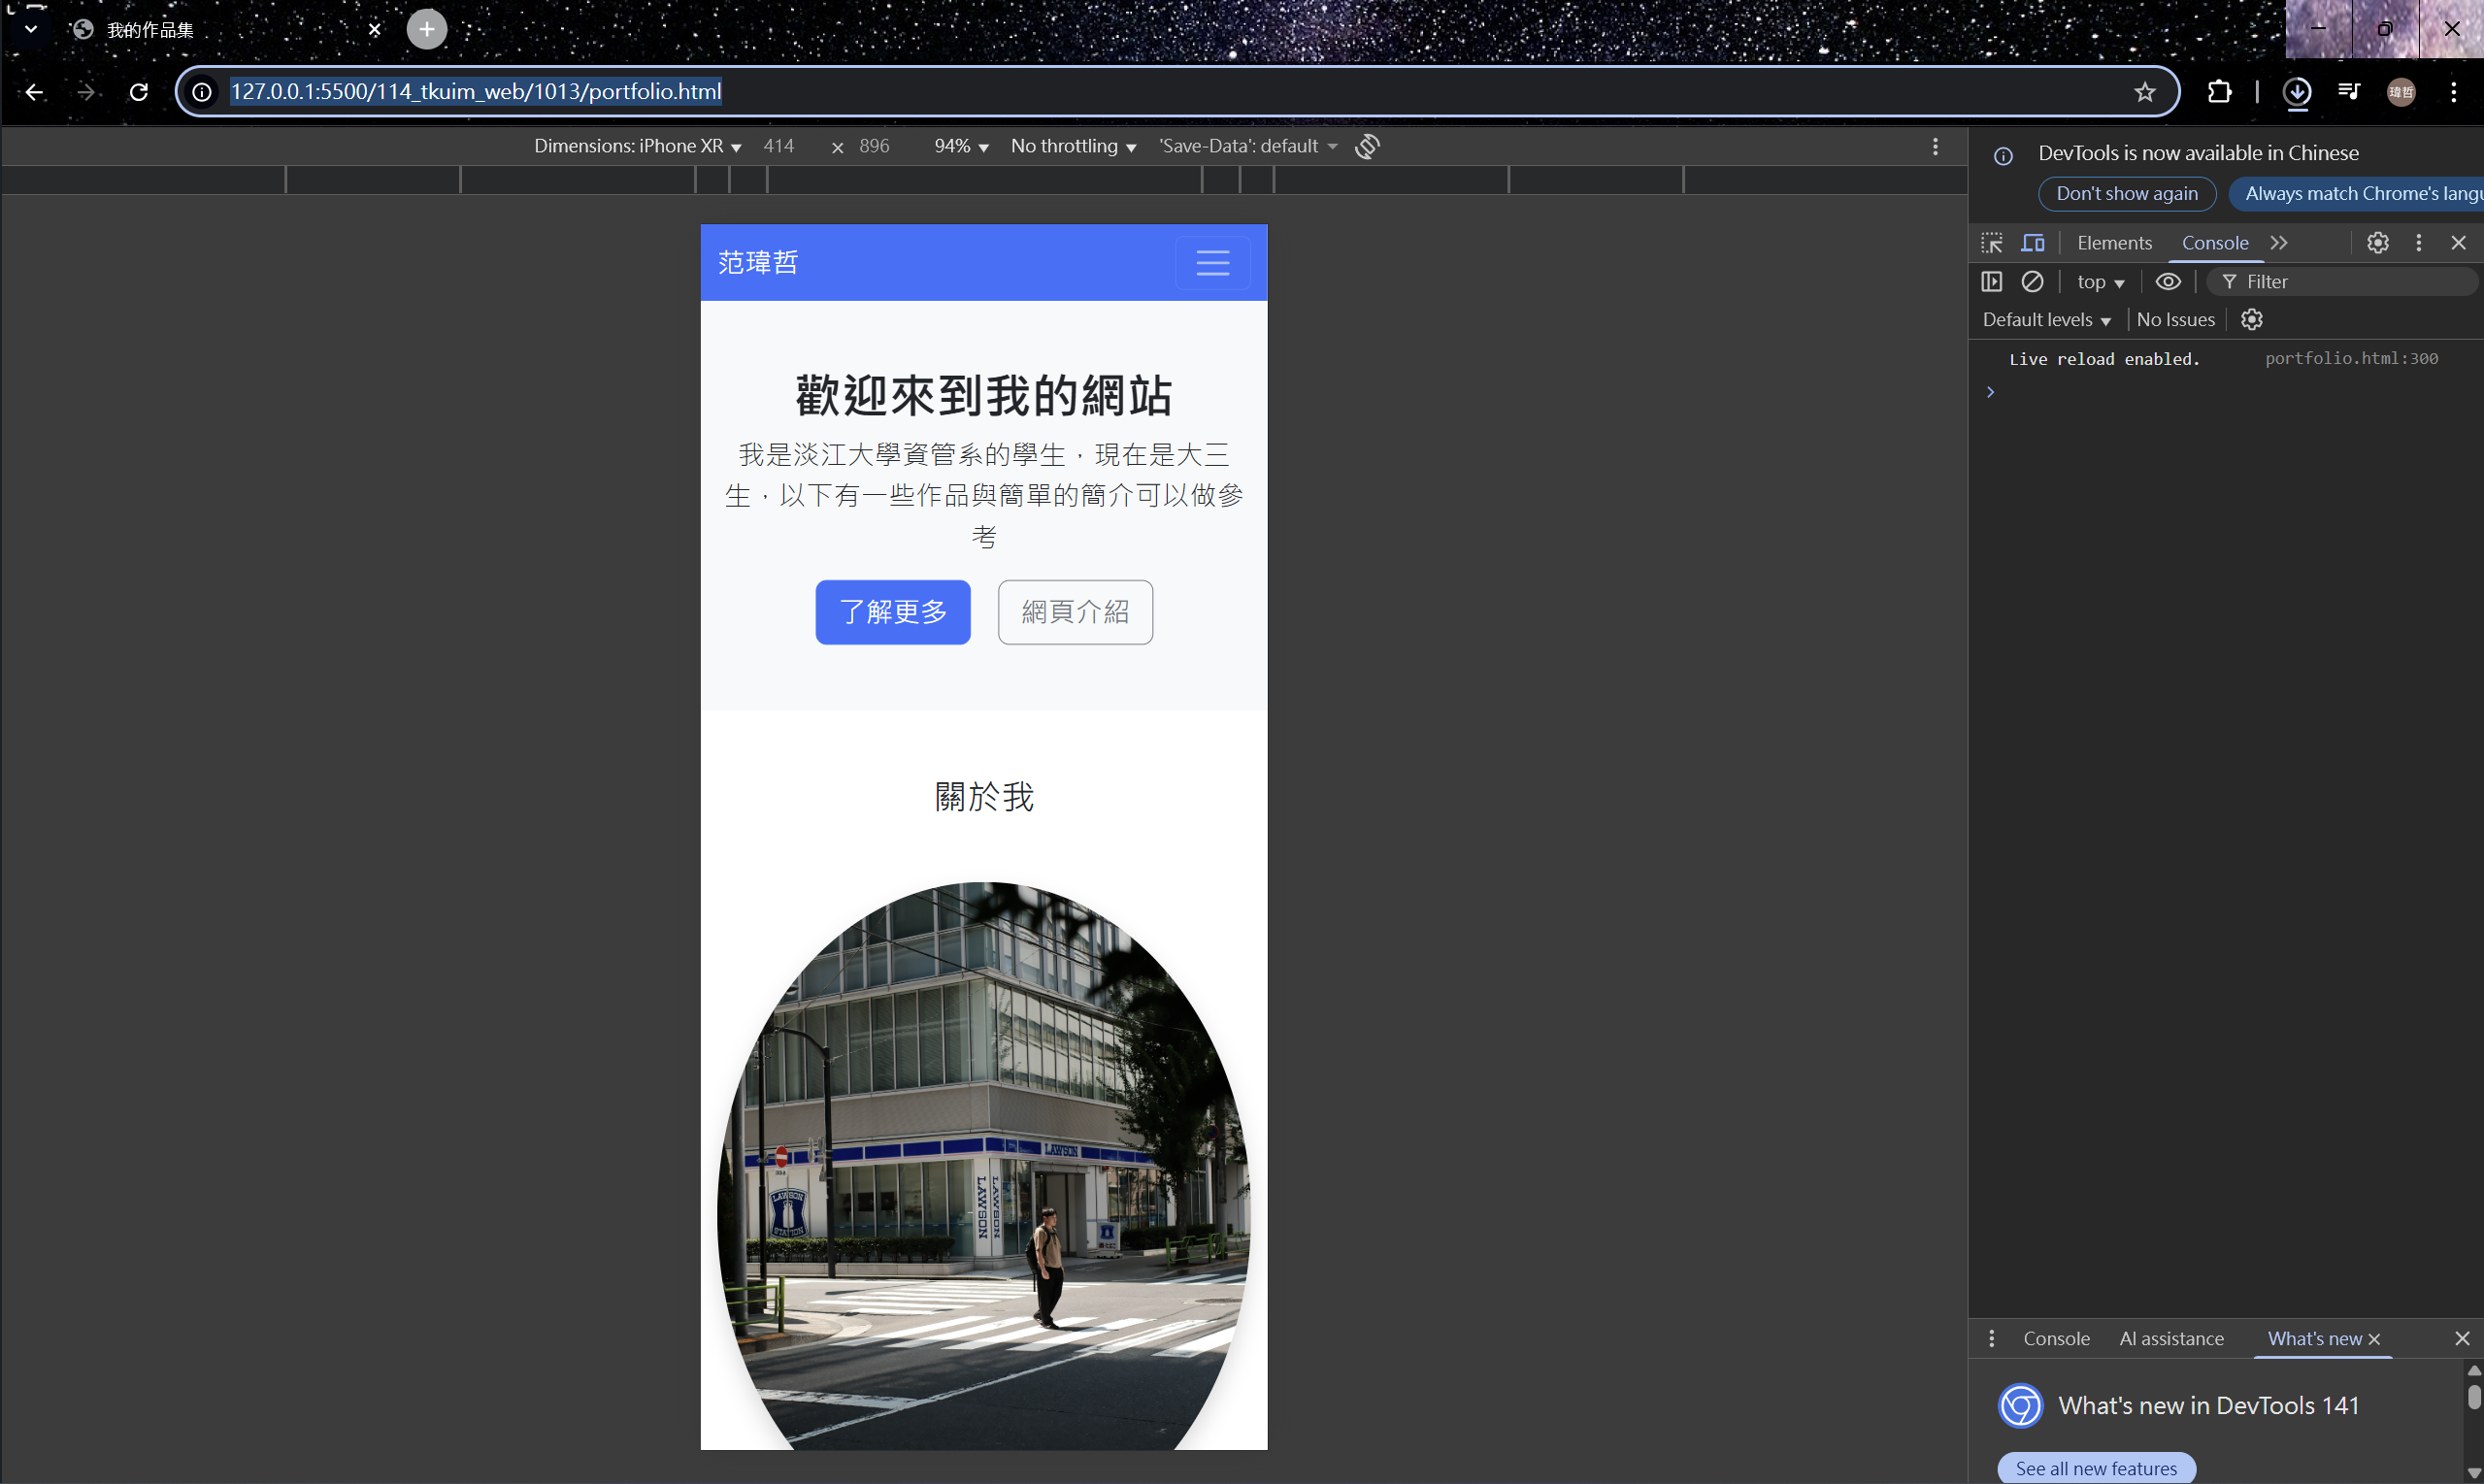 我的作品集
127.0.0.1:5500/114_tkuim_web/1013/portfolio.html
瑋哲
Dimensions: iPhone XR 414 × 896 94% No throttling 'Save-Data': default
范瑋哲
歡迎來到我的網站
我是淡江大學資管系的學生，現在是大三
生，以下有一些作品與簡單的簡介可以做參
考
了解更多 網頁介紹
關於我
LAWSON
LAWSON
STATION
LAWSON
LAWSON
DevTools is now available in Chinese
Don't show again Always match Chrome's langu
Elements Console
top Filter
Default levels No Issues
Live reload enabled. portfolio.html:300
Console AI assistance What's new
What's new in DevTools 141
See all new features